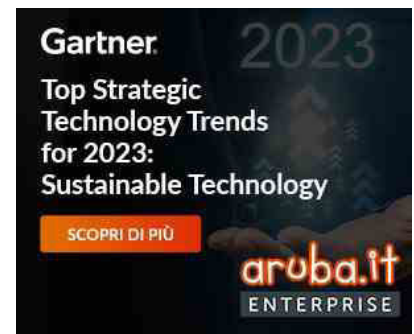 Gartner
2023
Top Strategic
Technology Trends
for 2023:
Sustainable Technology
SCOPRI DI PIÙ
aruba.it
ENTERPRISE